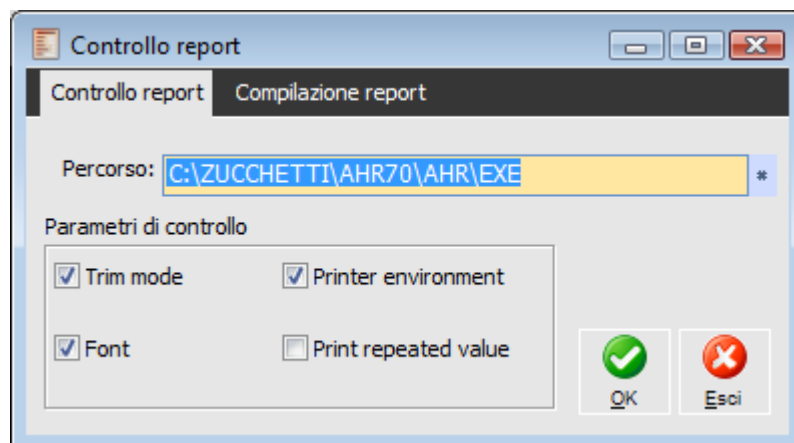 Controllo report
Controllo report Compilazione report
Percorso: C:\ZUCCHETTI\AHR70\AHR\EXE *
Parametri di controllo
Trim mode Printer environment
Font Print repeated value
OK Esci